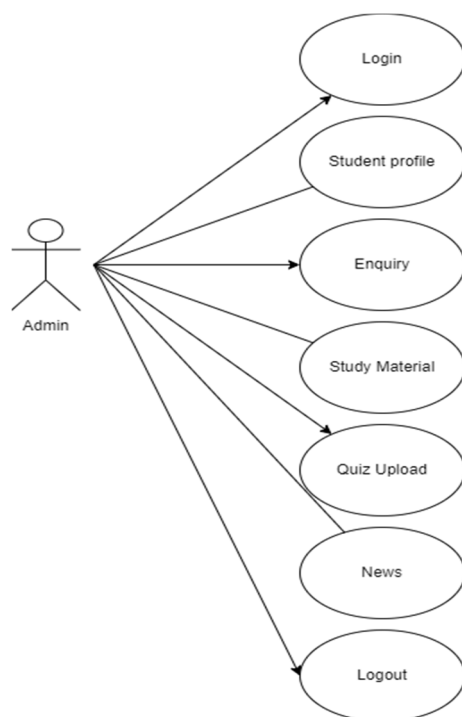 Login
Student profile
Enquiry
Admin
Study Material
Quiz Upload
News
Logout